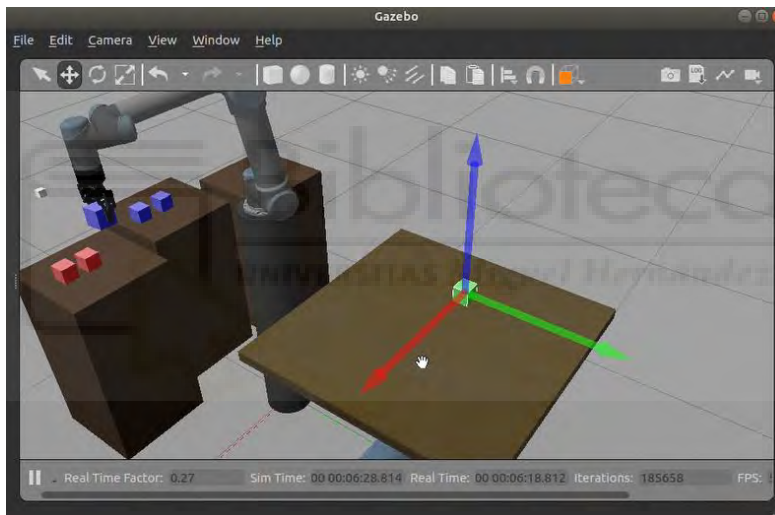 Gazebo
File Edit Camera View Window Help
LOG
Biblioteca
UNIVERSITAS Miguel Hernández
Real Time Factor: 0.27 Sim Time: 00 00:06:28.814 Real Time: 00 00:06:18.812 Iterations: 185658 FPS: